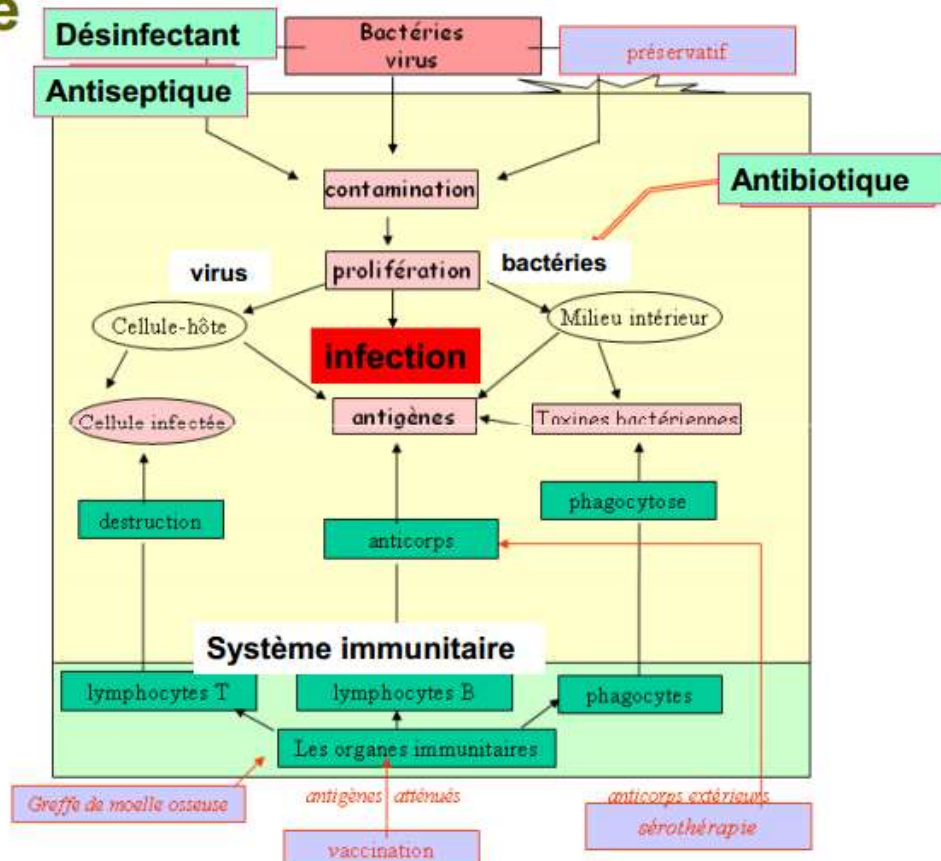 e
Désinfectant
Bactéries
virus
préservatif
Antiseptique
contamination
Antibiotique
virus
prolifération
bactéries
Cellule-hôte
Milieu intérieur
infection
Cellule infectée
antigènes
Toxines bactériennes
destruction
phagocytose
anticorps
Système immunitaire
lymphocytes T
lymphocytes B
phagocytes
Les organes immunitaires
Greffe de moelle osseuse
antigènes atténués
anticorps extérieurs
sérothérapie
vaccination